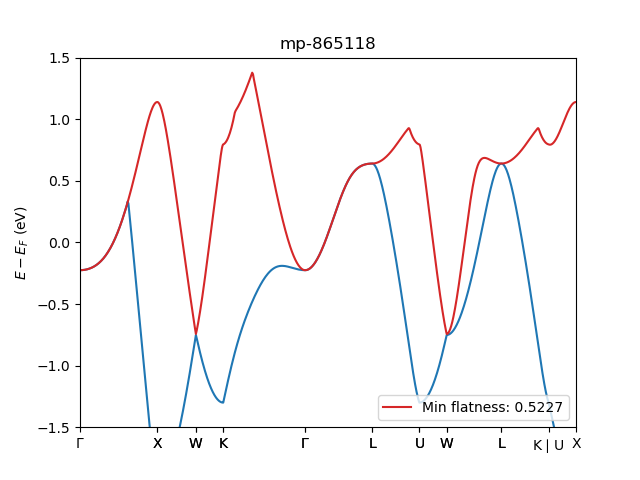 mp-865118
E − E_F (eV)
1.5
1.0
0.5
0.0
−0.5
−1.0
−1.5
Min flatness: 0.5227
Γ X W K Γ L U W L K | U X